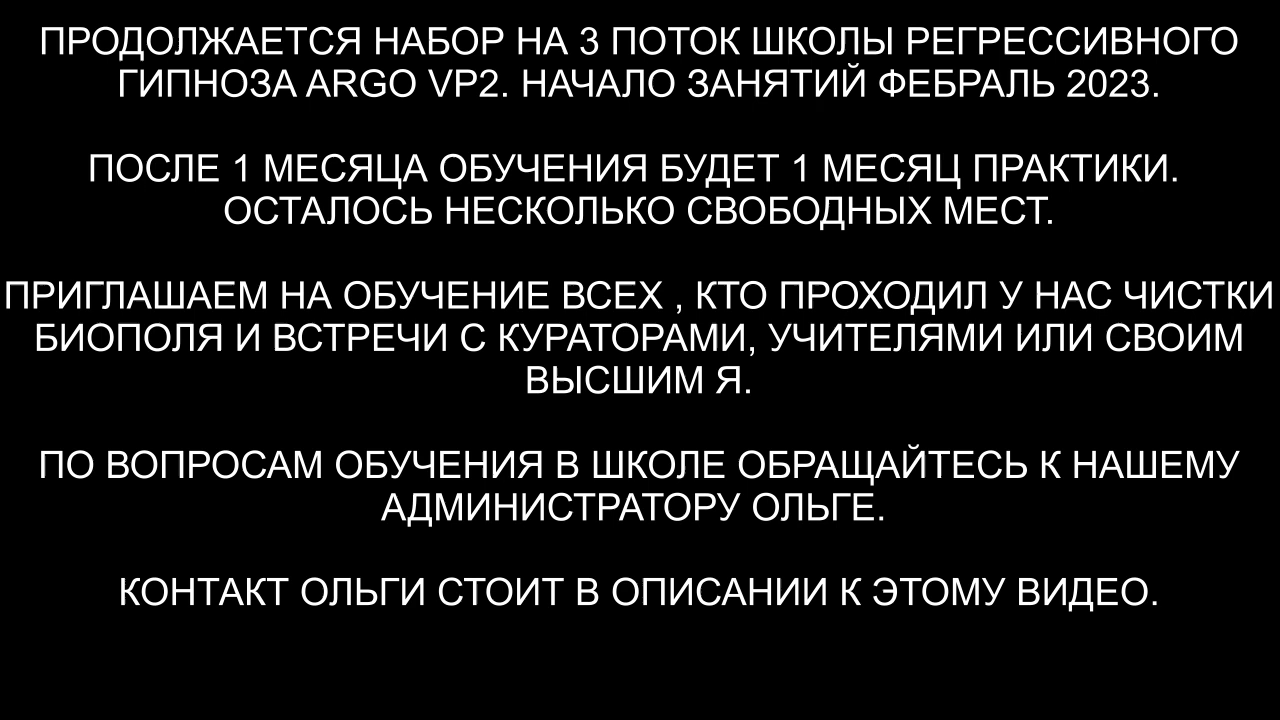 ПРОДОЛЖАЕТСЯ НАБОР НА 3 ПОТОК ШКОЛЫ РЕГРЕССИВНОГО
ГИПНОЗА ARGO VP2. НАЧАЛО ЗАНЯТИЙ ФЕБРАЛЬ 2023.
ПОСЛЕ 1 МЕСЯЦА ОБУЧЕНИЯ БУДЕТ 1 МЕСЯЦ ПРАКТИКИ.
ОСТАЛОСЬ НЕСКОЛЬКО СВОБОДНЫХ МЕСТ.
ПРИГЛАШАЕМ НА ОБУЧЕНИЕ ВСЕХ , КТО ПРОХОДИЛ У НАС ЧИСТКИ
БИОПОЛЯ И ВСТРЕЧИ С КУРАТОРАМИ, УЧИТЕЛЯМИ ИЛИ СВОИМ
ВЫСШИМ Я.
ПО ВОПРОСАМ ОБУЧЕНИЯ В ШКОЛЕ ОБРАЩАЙТЕСЬ К НАШЕМУ
АДМИНИСТРАТОРУ ОЛЬГЕ.
КОНТАКТ ОЛЬГИ СТОИТ В ОПИСАНИИ К ЭТОМУ ВИДЕО.